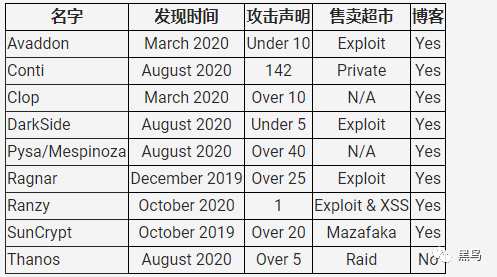 名字 发现时间 攻击声明 售卖超市 博客
Avaddon March 2020 Under 10 Exploit Yes
Conti August 2020 142 Private Yes
Clop March 2020 Over 10 N/A Yes
DarkSide August 2020 Under 5 Exploit Yes
Pysa/Mespinoza August 2020 Over 40 N/A Yes
Ragnar December 2019 Over 25 Exploit Yes
Ranzy October 2020 1 Exploit & XSS Yes
SunCrypt October 2019 Over 20 Mazafaka Yes
Thanos August 2020 Over 5 Raid No
黑鸟